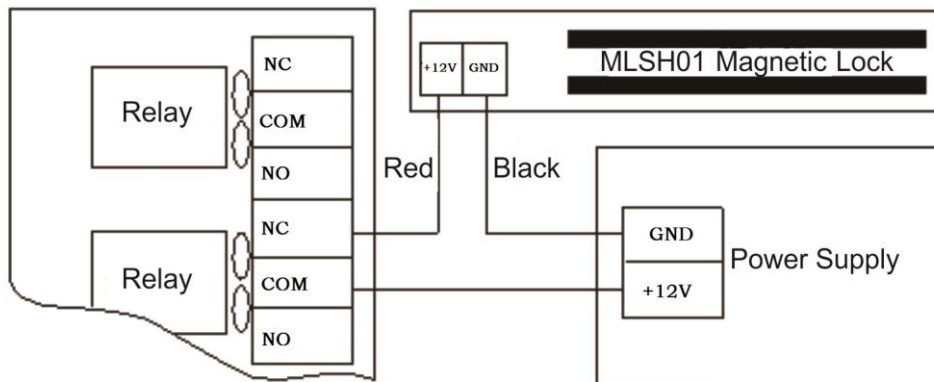 NC
Relay
COM
NO
NC
Relay
COM
NO
+12V GND
MLSH01 Magnetic Lock
Red
Black
GND
+12V
Power Supply